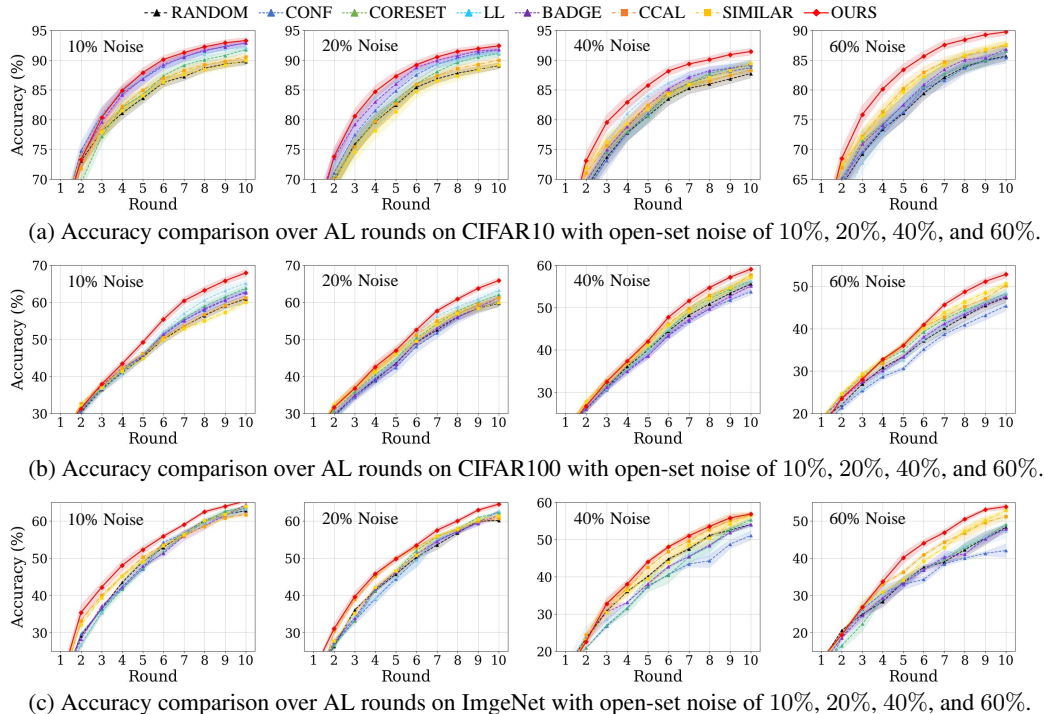 RANDOM CONF CORESET LL BADGE CCAL SIMILAR OURS
10% Noise 20% Noise 40% Noise 60% Noise
Accuracy (%)
95 90 85 80 75 70
95 90 85 80 75 70
95 90 85 80 75 70
90 85 80 75 70 65
1 2 3 4 5 6 7 8 9 10
1 2 3 4 5 6 7 8 9 10
1 2 3 4 5 6 7 8 9 10
1 2 3 4 5 6 7 8 9 10
Round Round Round Round
(a) Accuracy comparison over AL rounds on CIFAR10 with open-set noise of 10%, 20%, 40%, and 60%.
10% Noise 20% Noise 40% Noise 60% Noise
Accuracy (%)
70 60 50 40 30
70 60 50 40 30
60 50 40 30
60 50 40 30 20
1 2 3 4 5 6 7 8 9 10
1 2 3 4 5 6 7 8 9 10
1 2 3 4 5 6 7 8 9 10
1 2 3 4 5 6 7 8 9 10
Round Round Round Round
(b) Accuracy comparison over AL rounds on CIFAR100 with open-set noise of 10%, 20%, 40%, and 60%.
10% Noise 20% Noise 40% Noise 60% Noise
Accuracy (%)
60 50 40 30
60 50 40 30
60 50 40 30 20
50 40 30 20
1 2 3 4 5 6 7 8 9 10
1 2 3 4 5 6 7 8 9 10
1 2 3 4 5 6 7 8 9 10
1 2 3 4 5 6 7 8 9 10
Round Round Round Round
(c) Accuracy comparison over AL rounds on ImgeNet with open-set noise of 10%, 20%, 40%, and 60%.